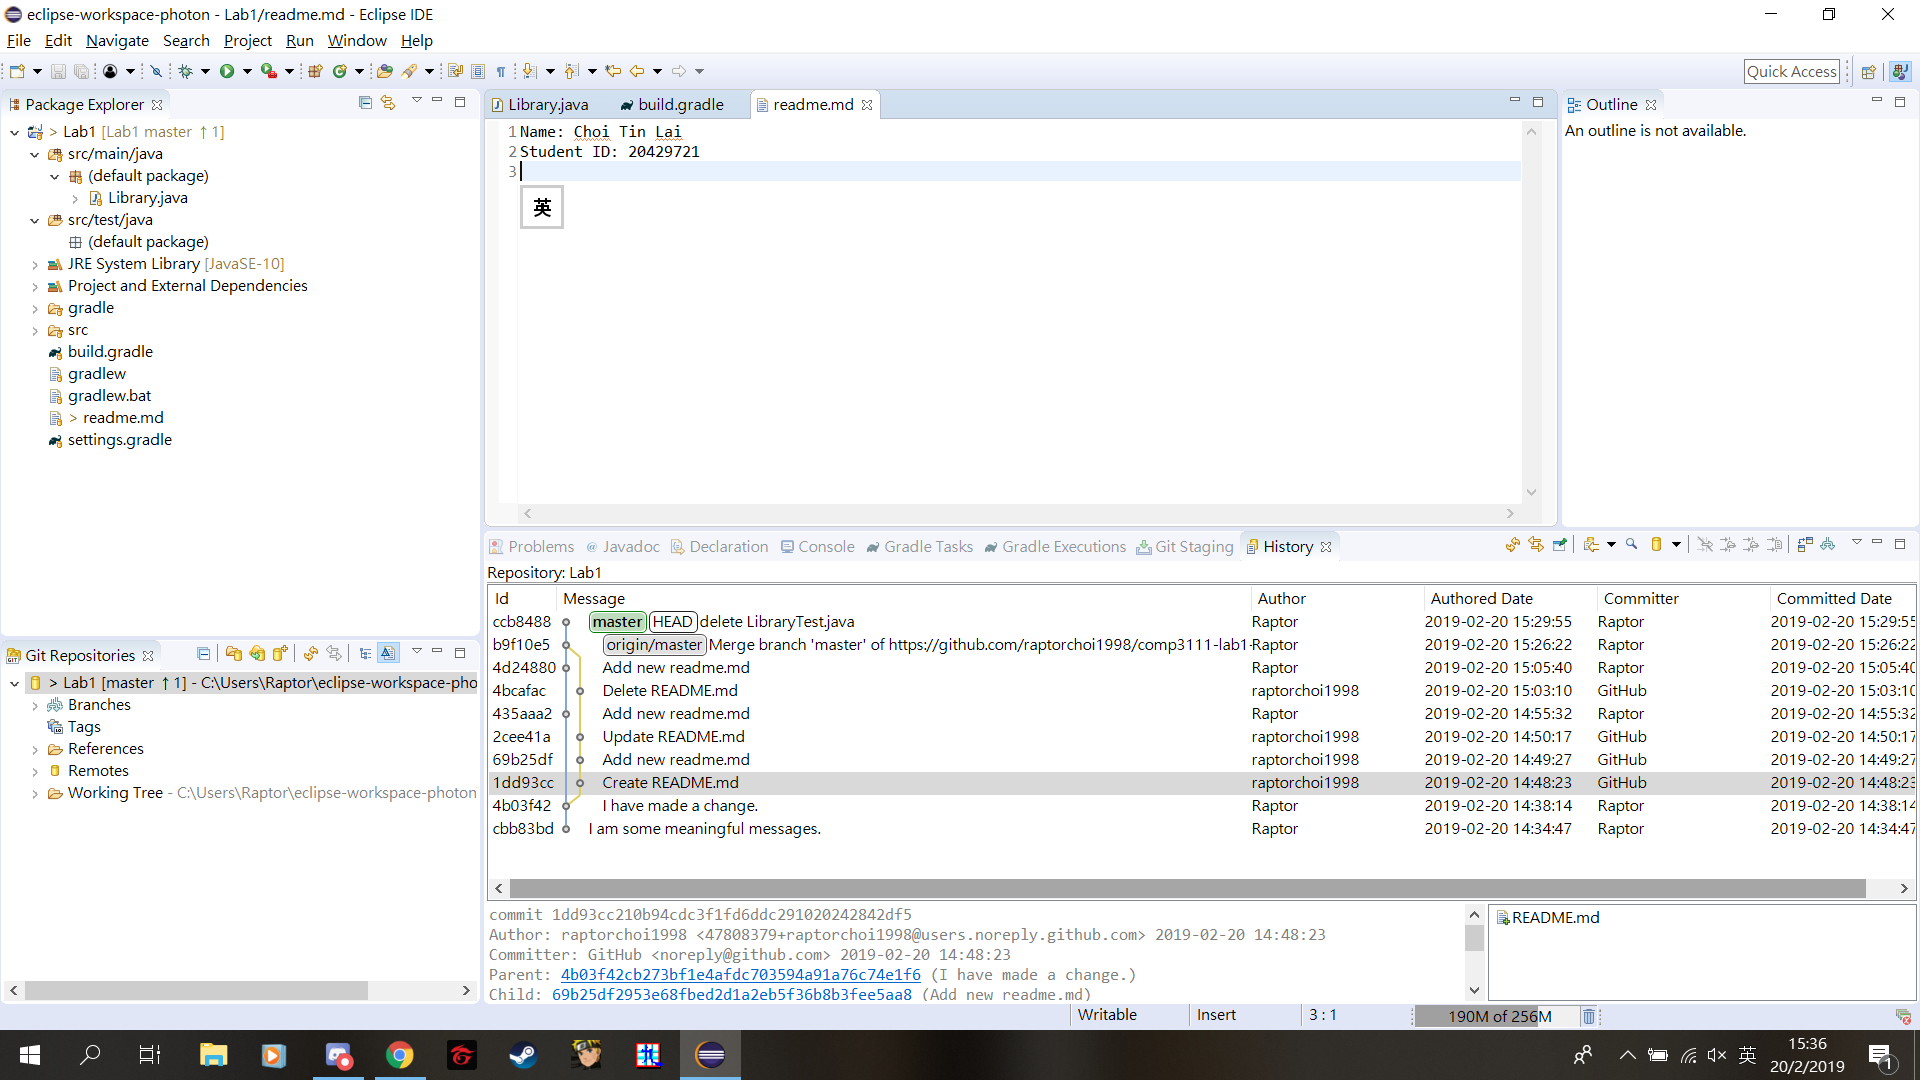 eclipse-workspace-photon - Lab1/readme.md - Eclipse IDE
File Edit Navigate Search Project Run Window Help
Quick Access
Package Explorer
> Lab1 [Lab1 master ↑ 1]
src/main/java
(default package)
Library.java
src/test/java
(default package)
JRE System Library [JavaSE-10]
Project and External Dependencies
gradle
src
build.gradle
gradlew
gradlew.bat
> readme.md
settings.gradle
Library.java build.gradle readme.md
1 Name: Choi Tin Lai
2 Student ID: 20429721
3
英
Outline
An outline is not available.
Git Repositories
> Lab1 [master ↑ 1] - C:\Users\Raptor\eclipse-workspace-pho
Branches
Tags
References
Remotes
Working Tree - C:\Users\Raptor\eclipse-workspace-photon
Problems @ Javadoc Declaration Console Gradle Tasks Gradle Executions Git Staging History
Repository: Lab1
Id Message Author Authored Date Committer Committed Date
ccb8488 master HEAD delete LibraryTest.java Raptor 2019-02-20 15:29:55 Raptor 2019-02-20 15:29:55
b9f10e5 origin/master Merge branch 'master' of https://github.com/raptorchoi1998/comp3111-lab1- Raptor 2019-02-20 15:26:22 Raptor 2019-02-20 15:26:22
4d24880 Add new readme.md Raptor 2019-02-20 15:05:40 Raptor 2019-02-20 15:05:40
4bcafac Delete README.md raptorchoi1998 2019-02-20 15:03:10 GitHub 2019-02-20 15:03:10
435aaa2 Add new readme.md Raptor 2019-02-20 14:55:32 Raptor 2019-02-20 14:55:32
2cee41a Update README.md raptorchoi1998 2019-02-20 14:50:17 GitHub 2019-02-20 14:50:17
69b25df Add new readme.md raptorchoi1998 2019-02-20 14:49:27 GitHub 2019-02-20 14:49:27
1dd93cc Create README.md raptorchoi1998 2019-02-20 14:48:23 GitHub 2019-02-20 14:48:23
4b03f42 I have made a change. Raptor 2019-02-20 14:38:14 Raptor 2019-02-20 14:38:14
cbb83bd I am some meaningful messages. Raptor 2019-02-20 14:34:47 Raptor 2019-02-20 14:34:47
commit 1dd93cc210b94cdc3f1fd6ddc291020242842df5
Author: raptorchoi1998 <47808379+raptorchoi1998@users.noreply.github.com> 2019-02-20 14:48:23
Committer: GitHub <noreply@github.com> 2019-02-20 14:48:23
Parent: 4b03f42cb273bf1e4afdc703594a91a76c74e1f6 (I have made a change.)
Child: 69b25df2953e68fbed2d1a2eb5f36b8b3fee5aa8 (Add new readme.md)
README.md
Writable Insert 3 : 1 190M of 256M
英
15:36
20/2/2019
1